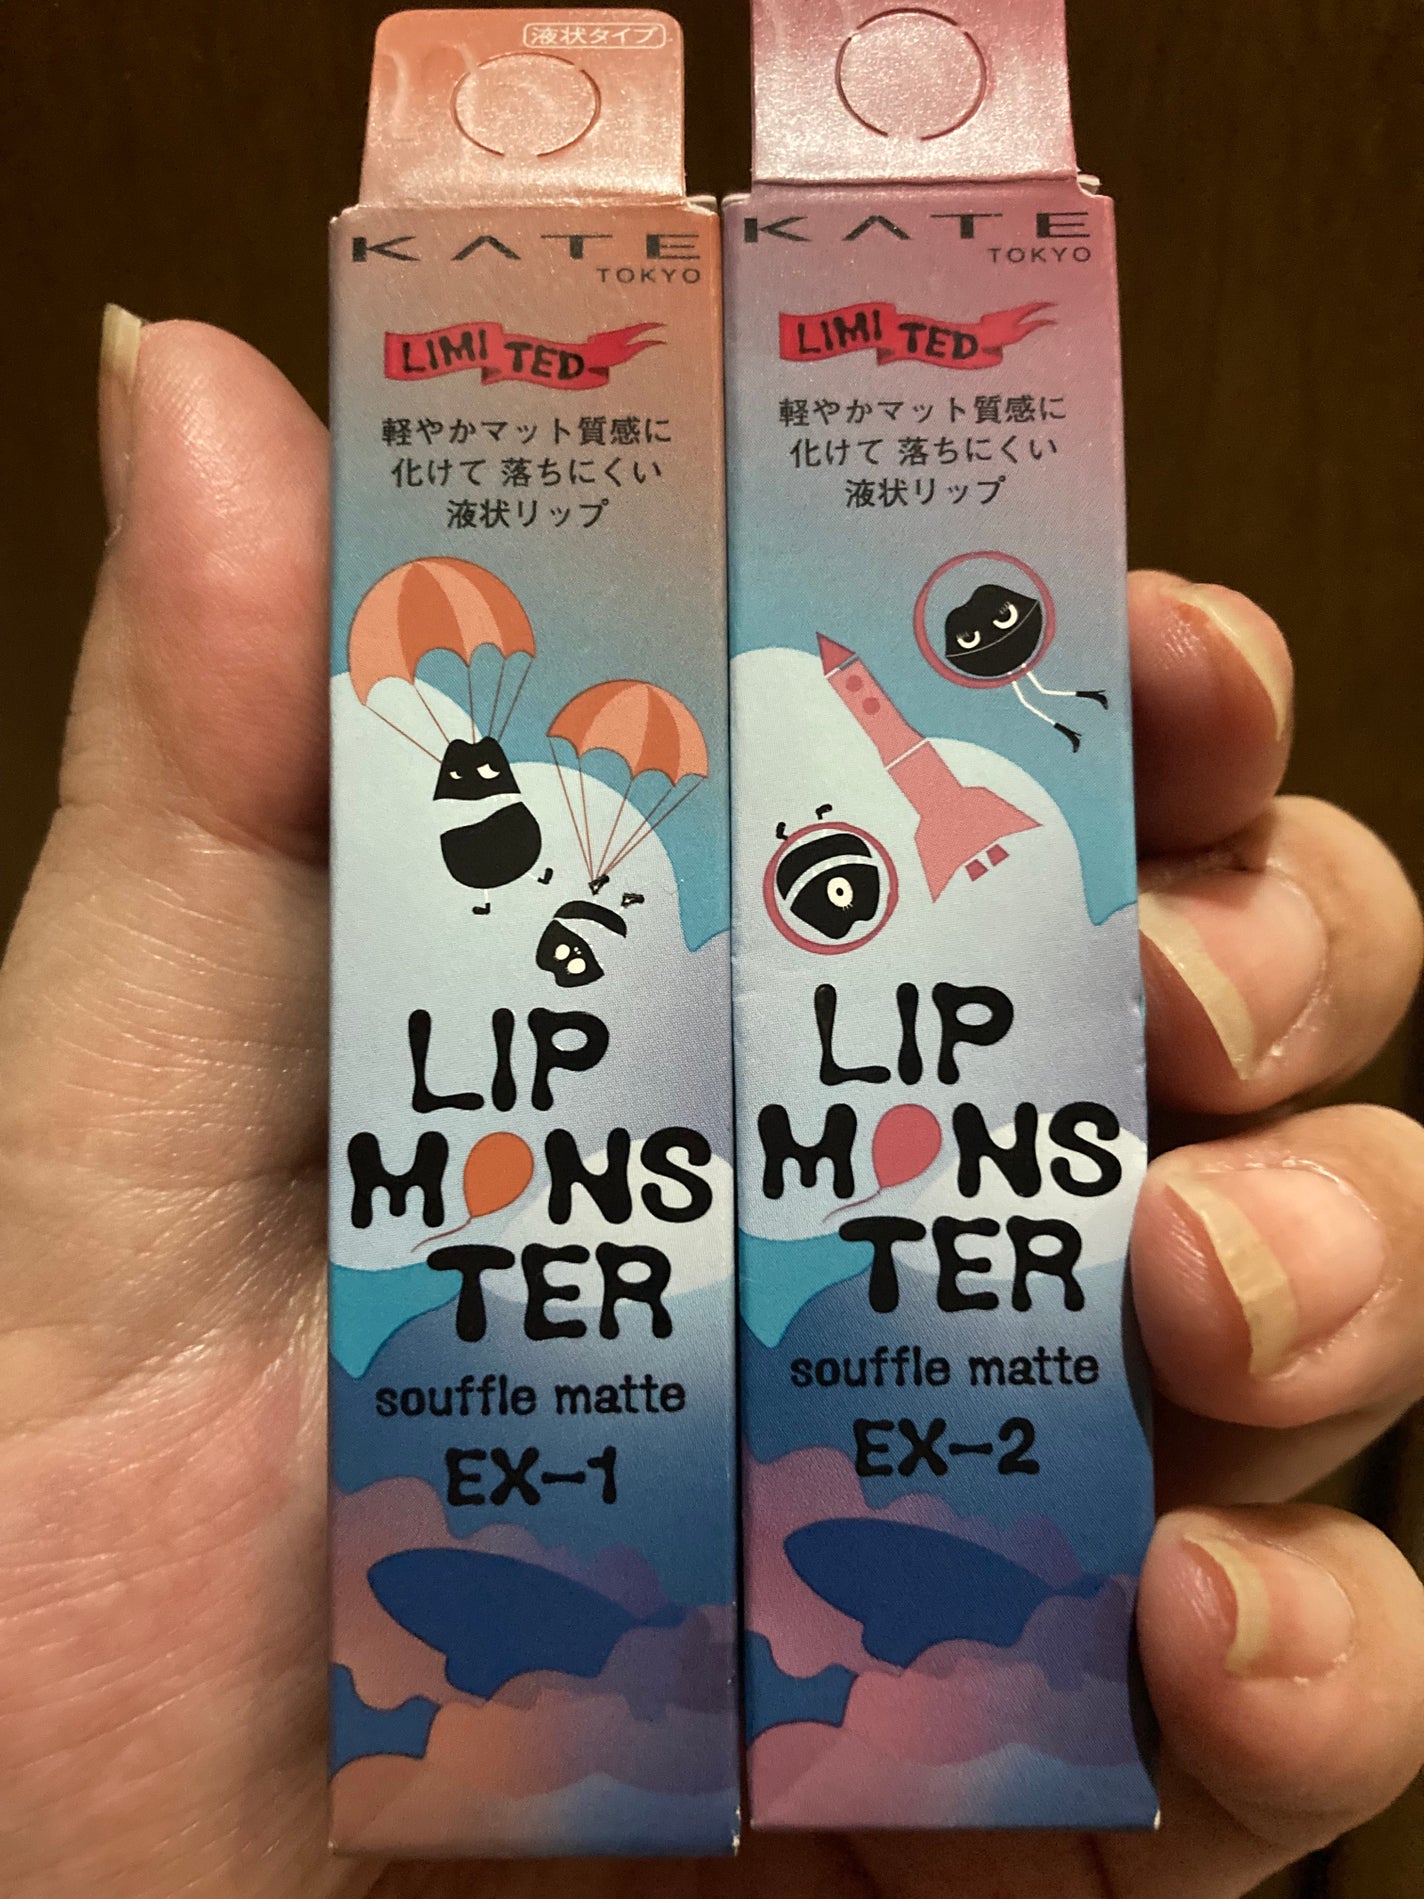 液状タイプ
KATE
TOKYO
LIMITED
軽やかマット質感に
化けて 落ちにくい
液状リップ
LIP
MONS
TER
souffle matte
EX-1
KATE
TOKYO
LIMITED
軽やかマット質感に
化けて 落ちにくい
液状リップ
LIP
MONS
TER
souffle matte
EX-2